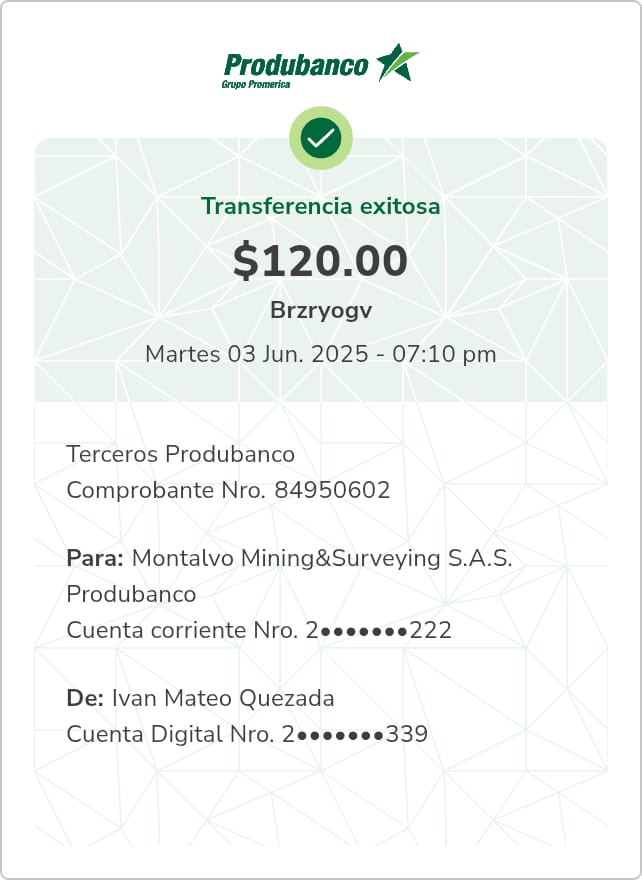 Produbanco
Grupo Promerica
Transferencia exitosa
$120.00
Brzryogv
Martes 03 Jun. 2025 - 07:10 pm
Terceros Produbanco
Comprobante Nro. 84950602
Para: Montalvo Mining&Surveying S.A.S.
Produbanco
Cuenta corriente Nro. 2•••••••222
De: Ivan Mateo Quezada
Cuenta Digital Nro. 2•••••••339